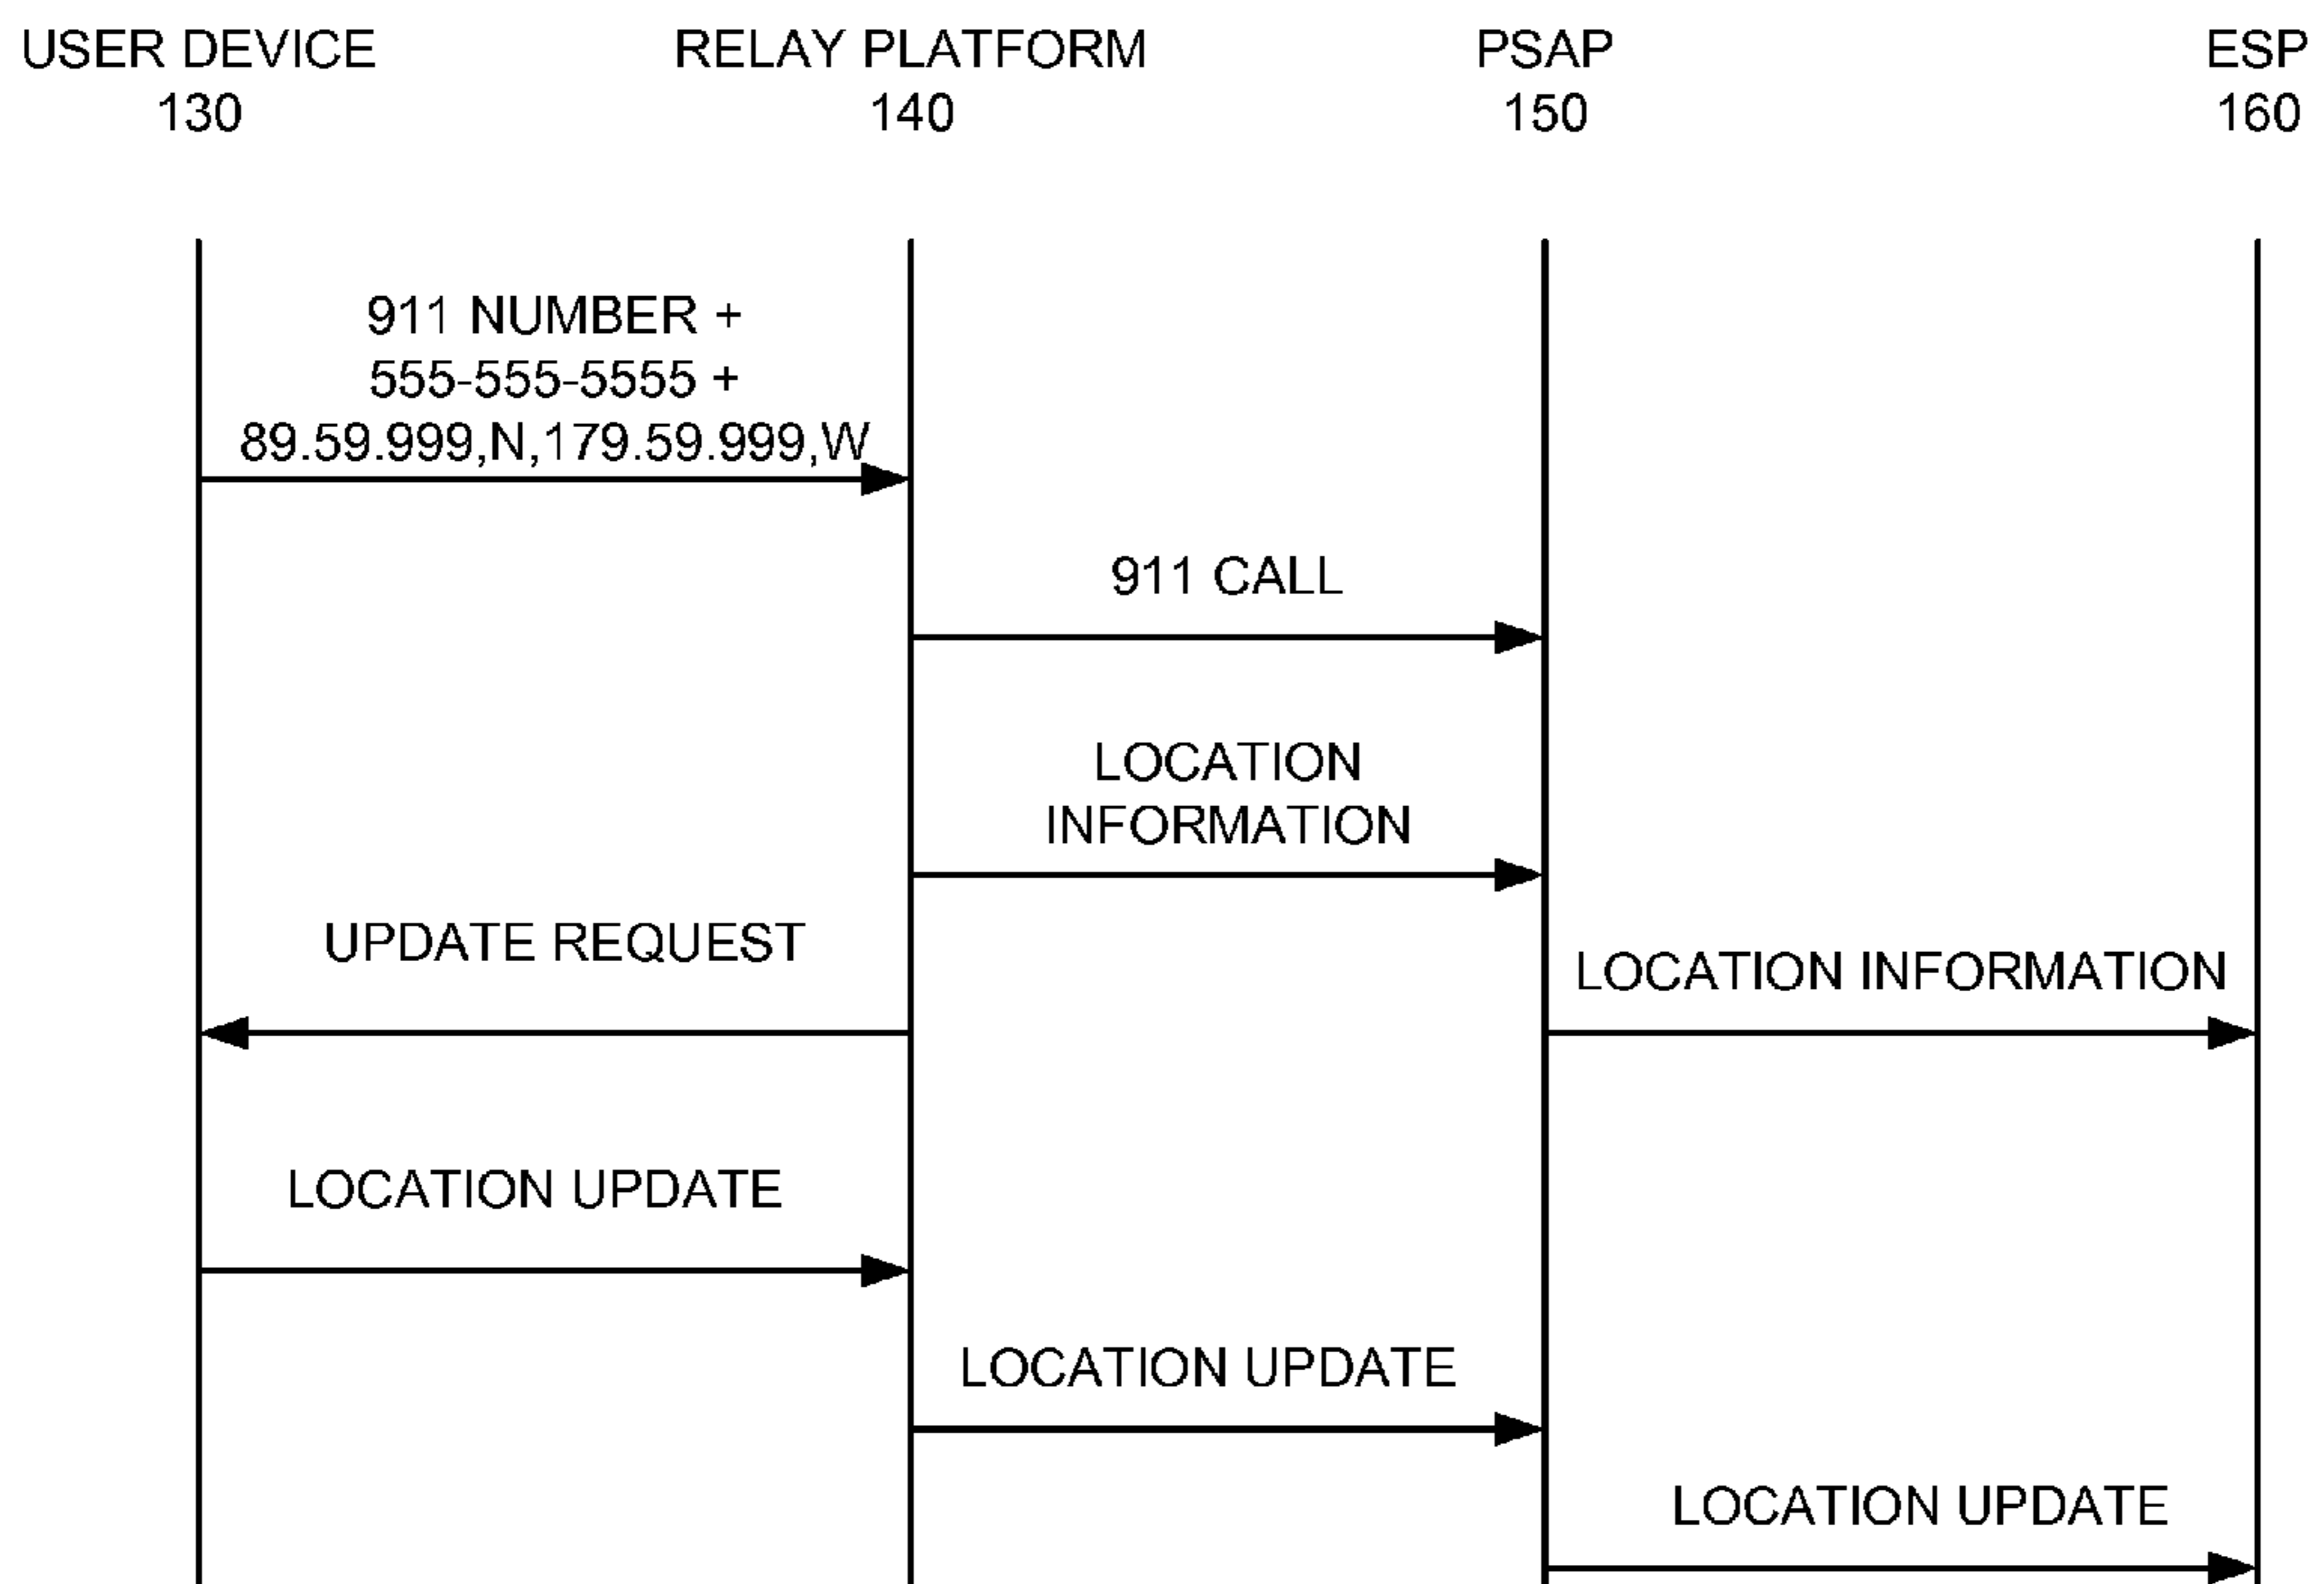 USER DEVICE
130
RELAY PLATFORM
140
PSAP
150
ESP
160
911 NUMBER +
555-555-5555 +
89.59.999,N,179.59.999,W
911 CALL
LOCATION
INFORMATION
UPDATE REQUEST
LOCATION INFORMATION
LOCATION UPDATE
LOCATION UPDATE
LOCATION UPDATE